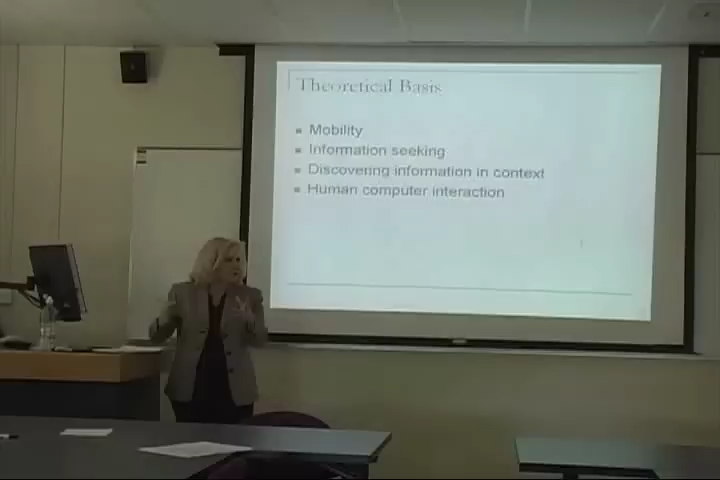 Theoretical Basis
Mobility
Information seeking
Discovering information in context
Human computer interaction